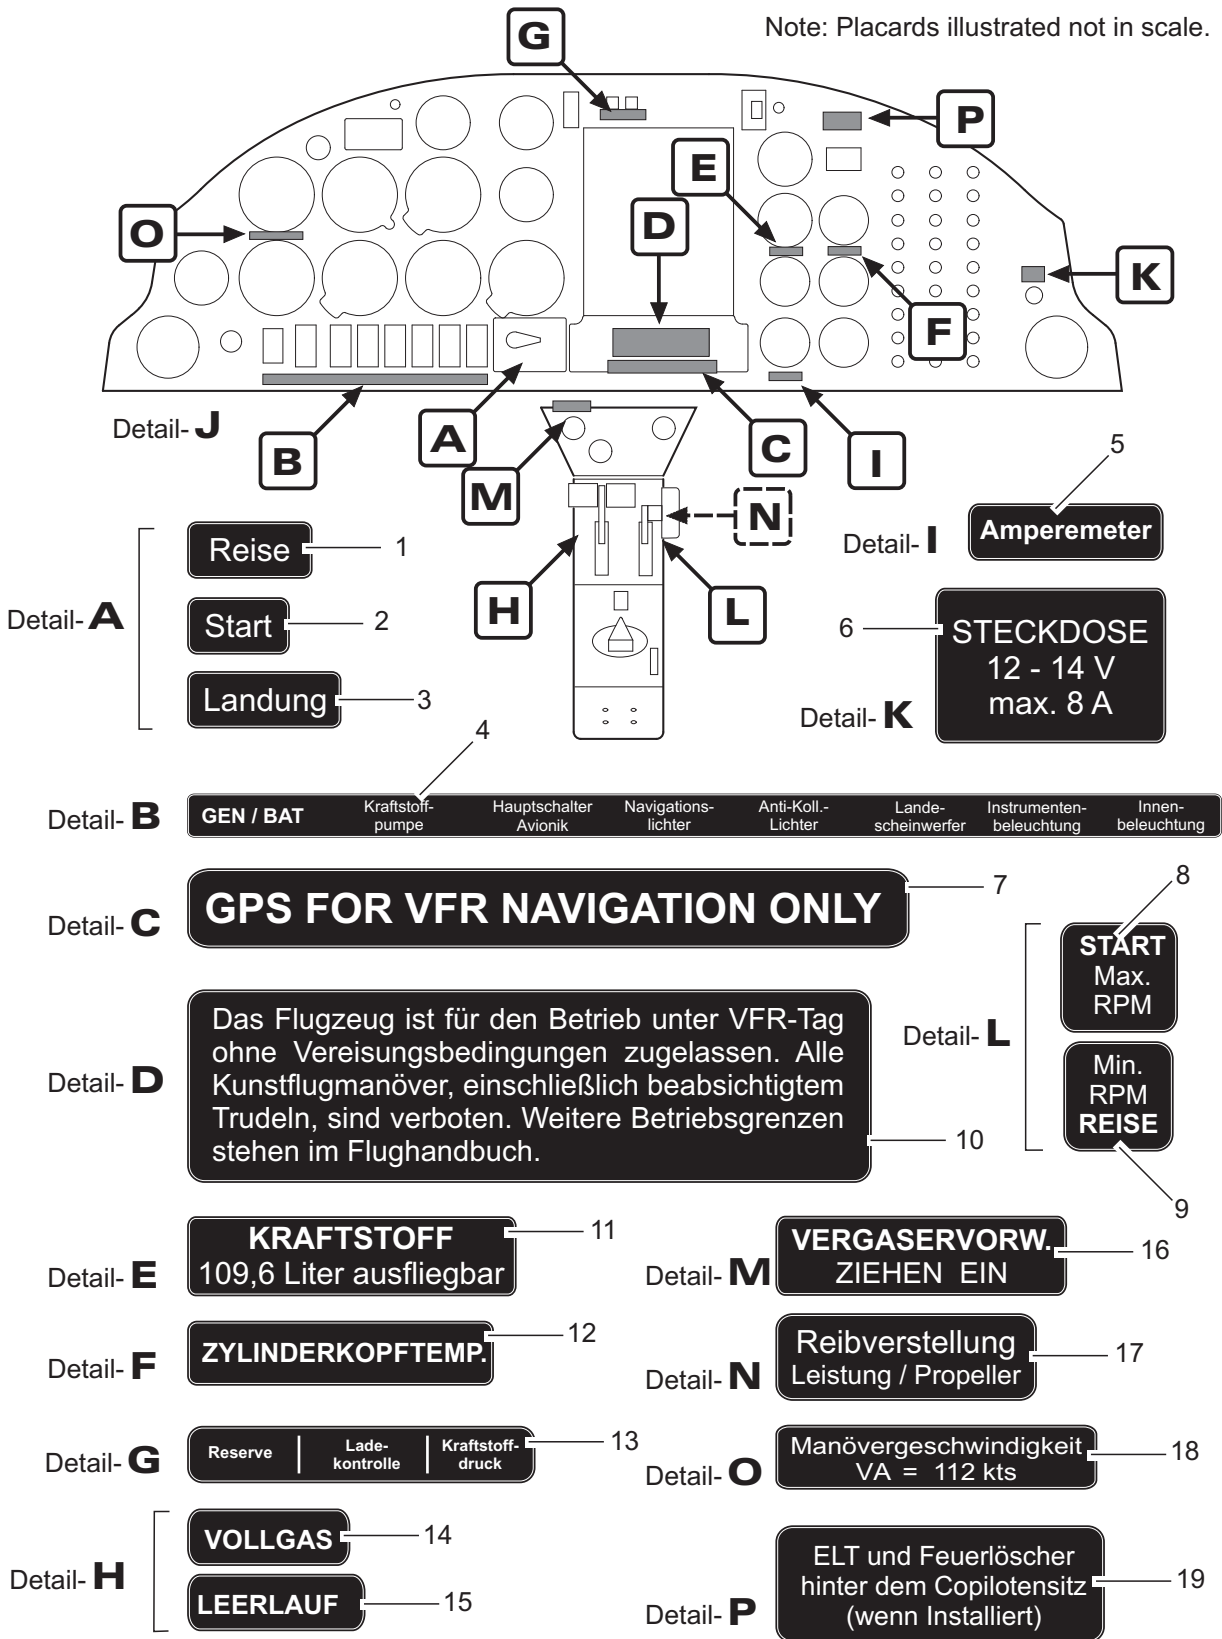 Note: Placards illustrated not in scale.
G
P
E
D
O
K
F
Detail- J
B
A
M
C
I
5
N
Detail- I
Amperemeter
Detail- A
Reise
1
Start
2
Landung
3
H
L
6
STECKDOSE
12 - 14 V
max. 8 A
Detail- K
4
Detail- B
GEN / BAT
Kraftstoff-
pumpe
Hauptschalter
Avionik
Navigations-
lichter
Anti-Koll.-
Lichter
Lande-
scheinwerfer
Instrumenten-
beleuchtung
Innen-
beleuchtung
Detail- C
GPS FOR VFR NAVIGATION ONLY
7
8
Detail- L
START
Max.
RPM
Min.
RPM
REISE
9
Detail- D
Das Flugzeug ist für den Betrieb unter VFR-Tag
ohne Vereisungsbedingungen zugelassen. Alle
Kunstflugmanöver, einschließlich beabsichtigtem
Trudeln, sind verboten. Weitere Betriebsgrenzen
stehen im Flughandbuch.
10
Detail- E
KRAFTSTOFF
109,6 Liter ausfliegbar
11
Detail- M
VERGASERVORW.
ZIEHEN EIN
16
Detail- F
ZYLINDERKOPFTEMP.
12
Detail- N
Reibverstellung
Leistung / Propeller
17
Detail- G
Reserve
Lade-
kontrolle
Kraftstoff-
druck
13
Detail- O
Manövergeschwindigkeit
VA = 112 kts
18
Detail- H
VOLLGAS
14
LEERLAUF
15
Detail- P
ELT und Feuerlöscher
hinter dem Copilotensitz
(wenn Installiert)
19